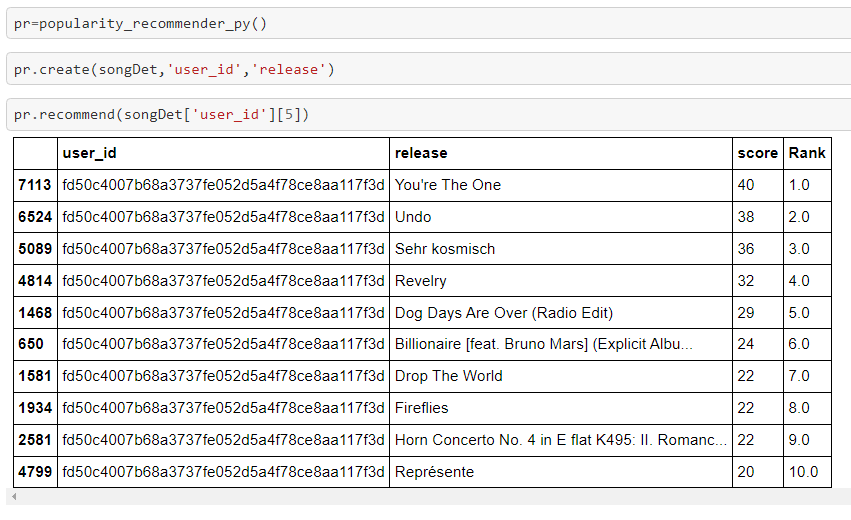 pr=popularity_recommender_py()
pr.create(songDet,'user_id','release')
pr.recommend(songDet['user_id'][5])
user_id release score Rank
7113 fd50c4007b68a3737fe052d5a4f78ce8aa117f3d You're The One 40 1.0
6524 fd50c4007b68a3737fe052d5a4f78ce8aa117f3d Undo 38 2.0
5089 fd50c4007b68a3737fe052d5a4f78ce8aa117f3d Sehr kosmisch 36 3.0
4814 fd50c4007b68a3737fe052d5a4f78ce8aa117f3d Revelry 32 4.0
1468 fd50c4007b68a3737fe052d5a4f78ce8aa117f3d Dog Days Are Over (Radio Edit) 29 5.0
650 fd50c4007b68a3737fe052d5a4f78ce8aa117f3d Billionaire [feat. Bruno Mars] (Explicit Albu... 24 6.0
1581 fd50c4007b68a3737fe052d5a4f78ce8aa117f3d Drop The World 22 7.0
1934 fd50c4007b68a3737fe052d5a4f78ce8aa117f3d Fireflies 22 8.0
2581 fd50c4007b68a3737fe052d5a4f78ce8aa117f3d Horn Concerto No. 4 in E flat K495: II. Romanc... 22 9.0
4799 fd50c4007b68a3737fe052d5a4f78ce8aa117f3d Représente 20 10.0